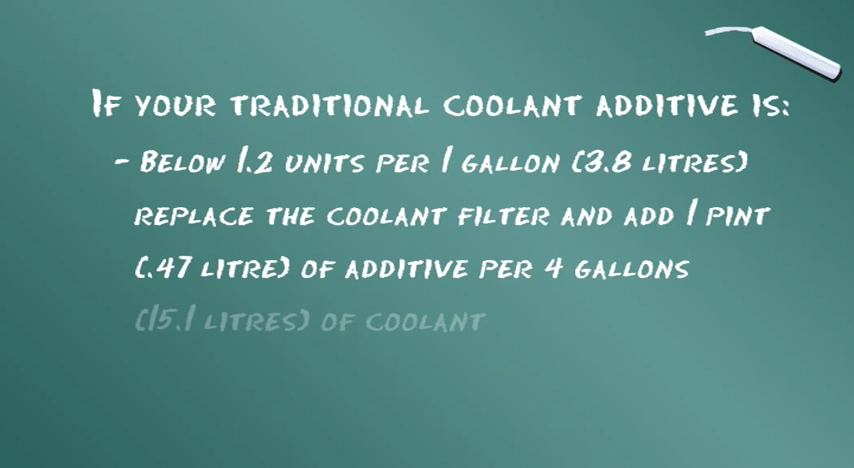 If your traditional coolant additive is:
- Below 1.2 units per 1 gallon (3.8 litres)
replace the coolant filter and add 1 pint
(.47 litre) of additive per 4 gallons
(15.1 litres) of coolant